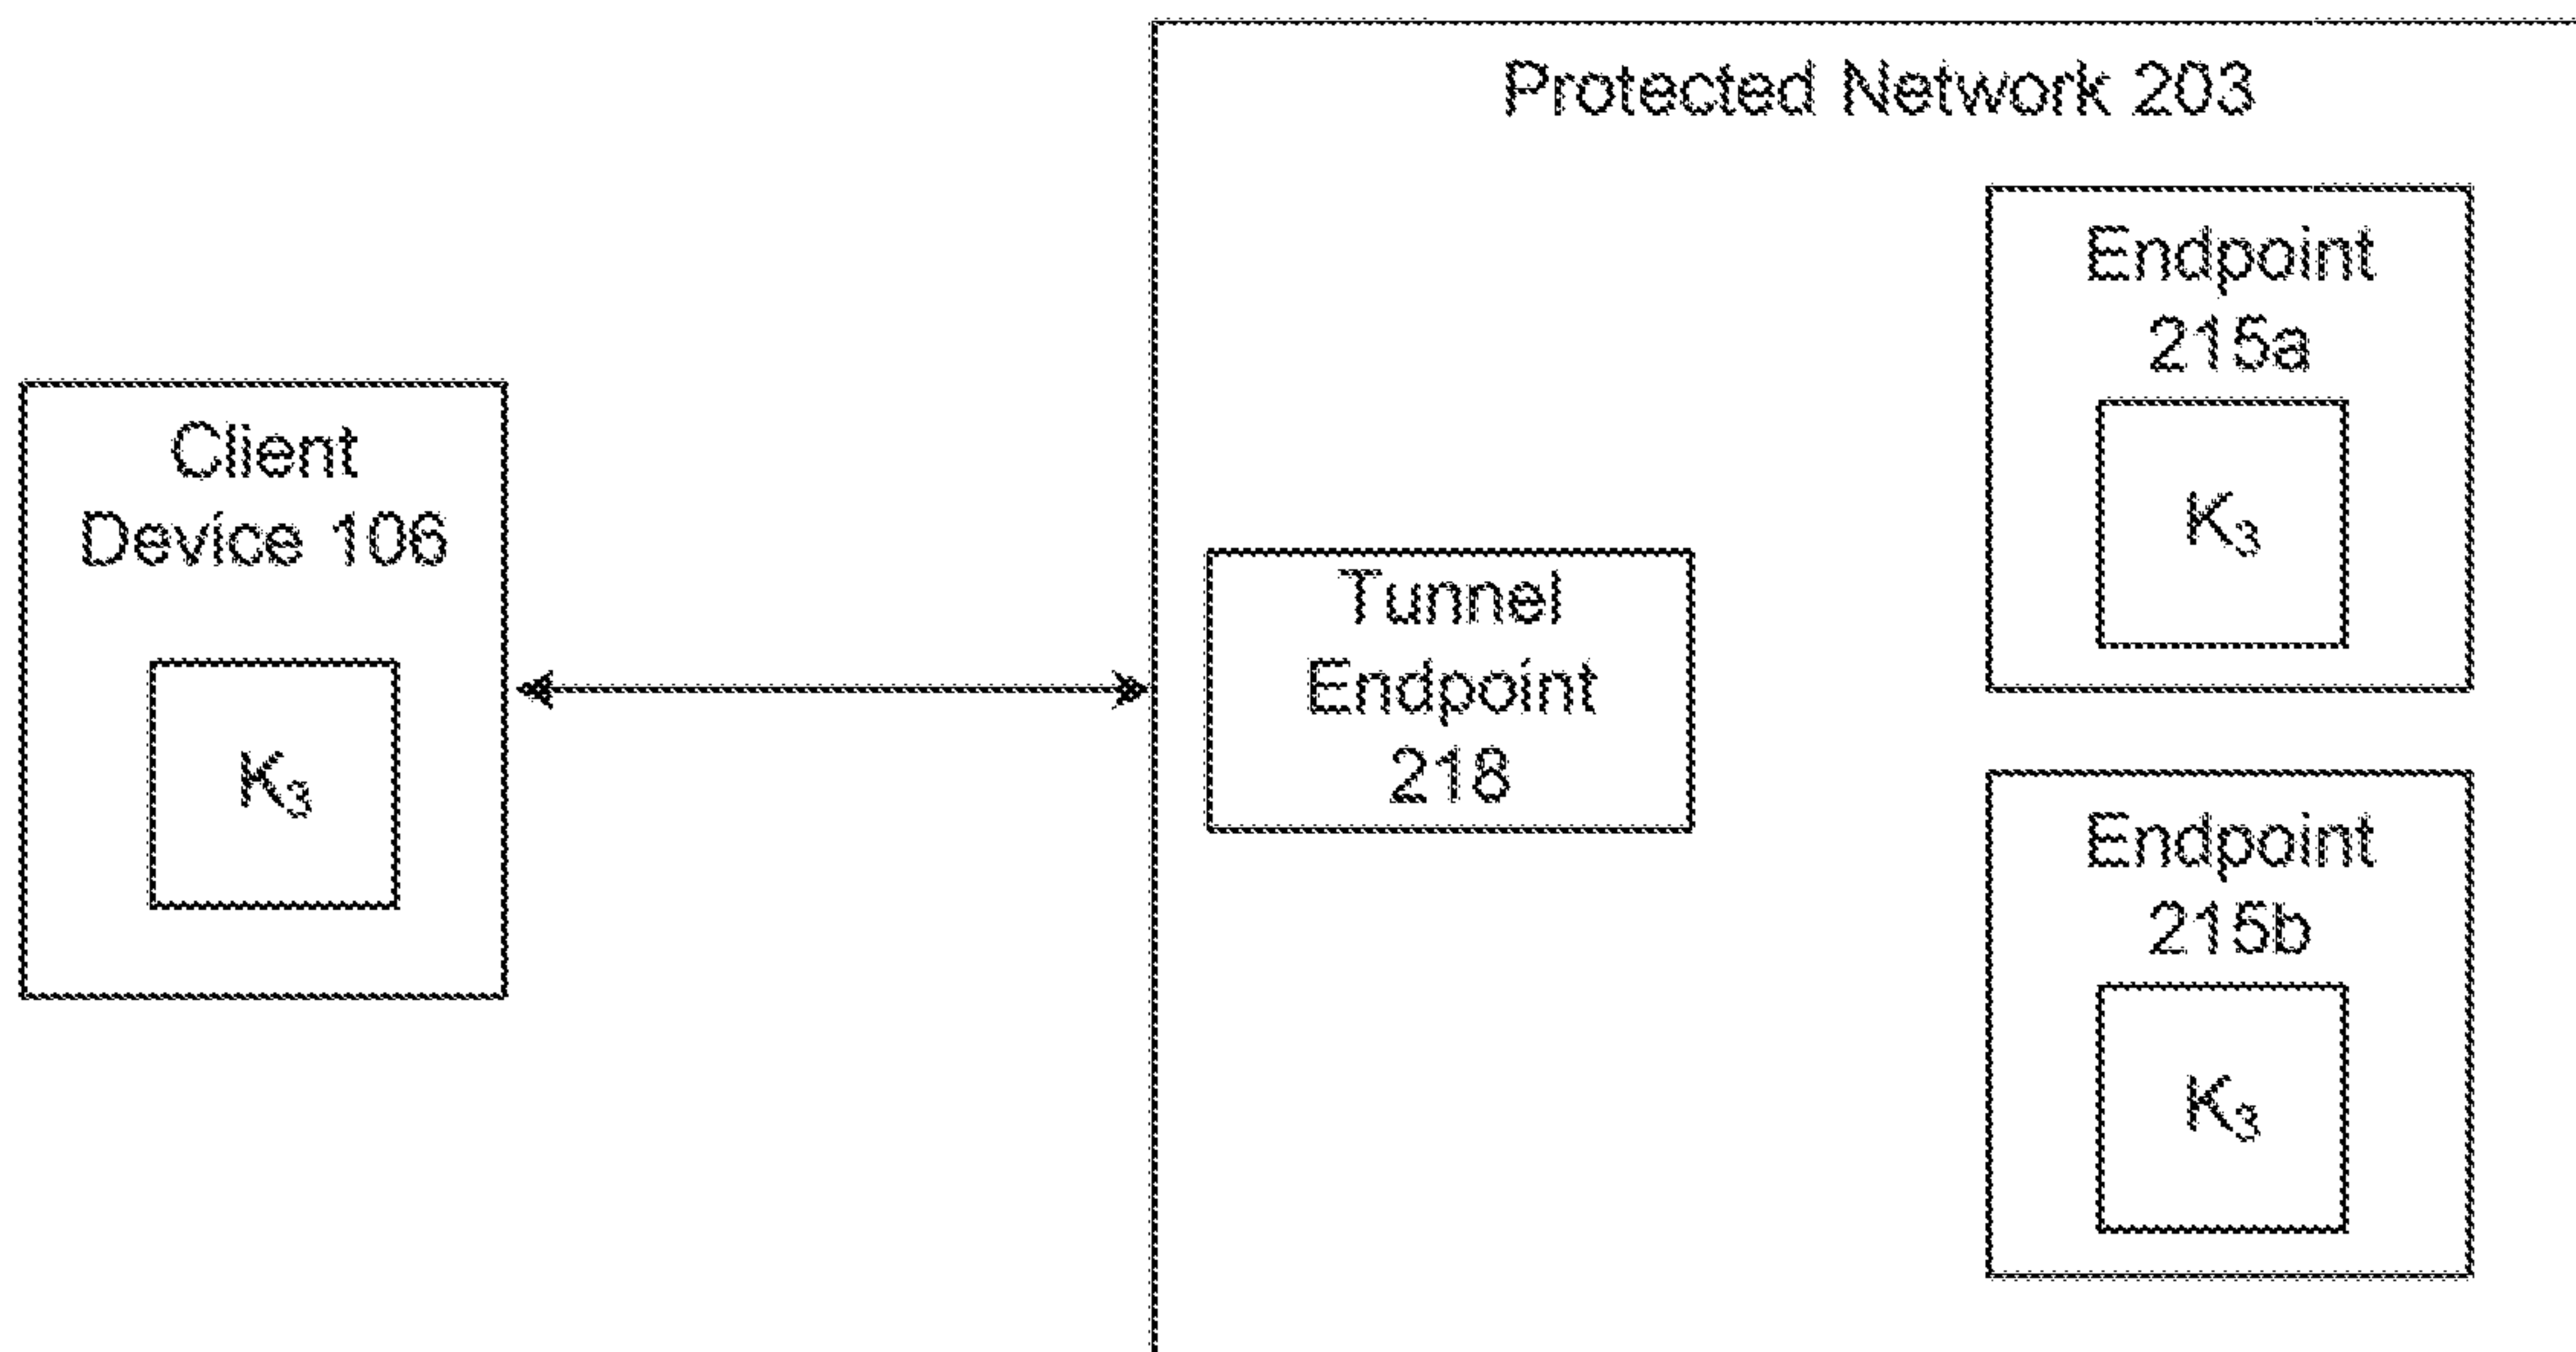 Protected Network 203
Client
Device 106
K₃
Tunnel
Endpoint
218
Endpoint
215a
K₃
Endpoint
215b
K₃